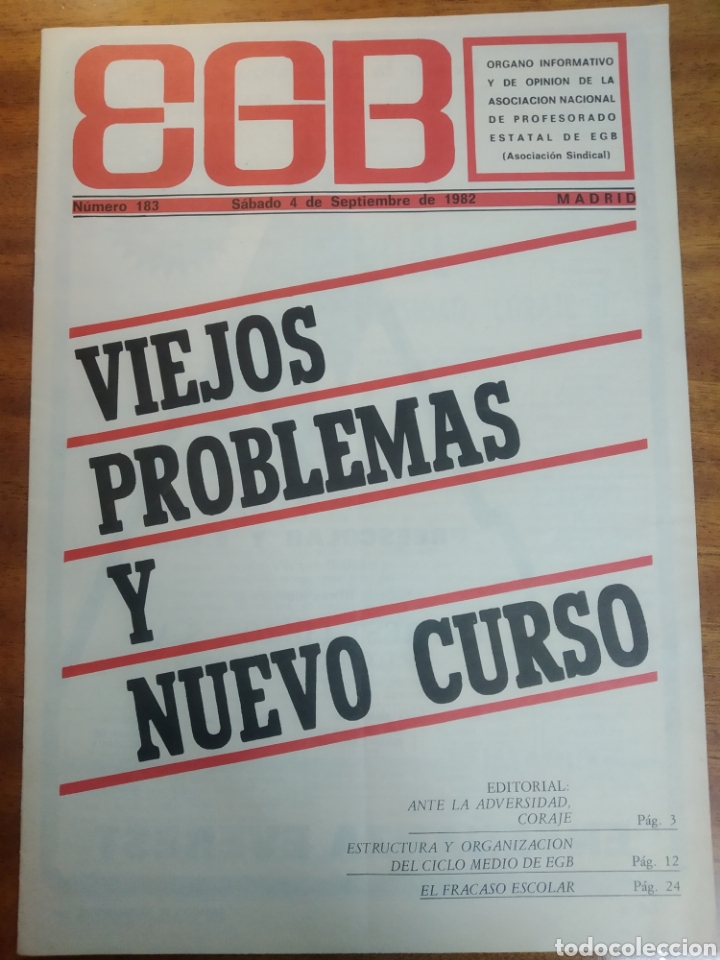 EGB
ORGANO INFORMATIVO
Y DE OPINION DE LA
ASOCIACION NACIONAL
DE PROFESORADO
ESTATAL DE EGB
(Asociación Sindical)
Número 183 Sábado 4 de Septiembre de 1982 MADRID
VIEJOS
PROBLEMAS
Y
NUEVO CURSO
EDITORIAL:
ANTE LA ADVERSIDAD,
CORAJE Pág. 3
ESTRUCTURA Y ORGANIZACION
DEL CICLO MEDIO DE EGB Pág. 12
EL FRACASO ESCOLAR Pág. 24
todocoleccion